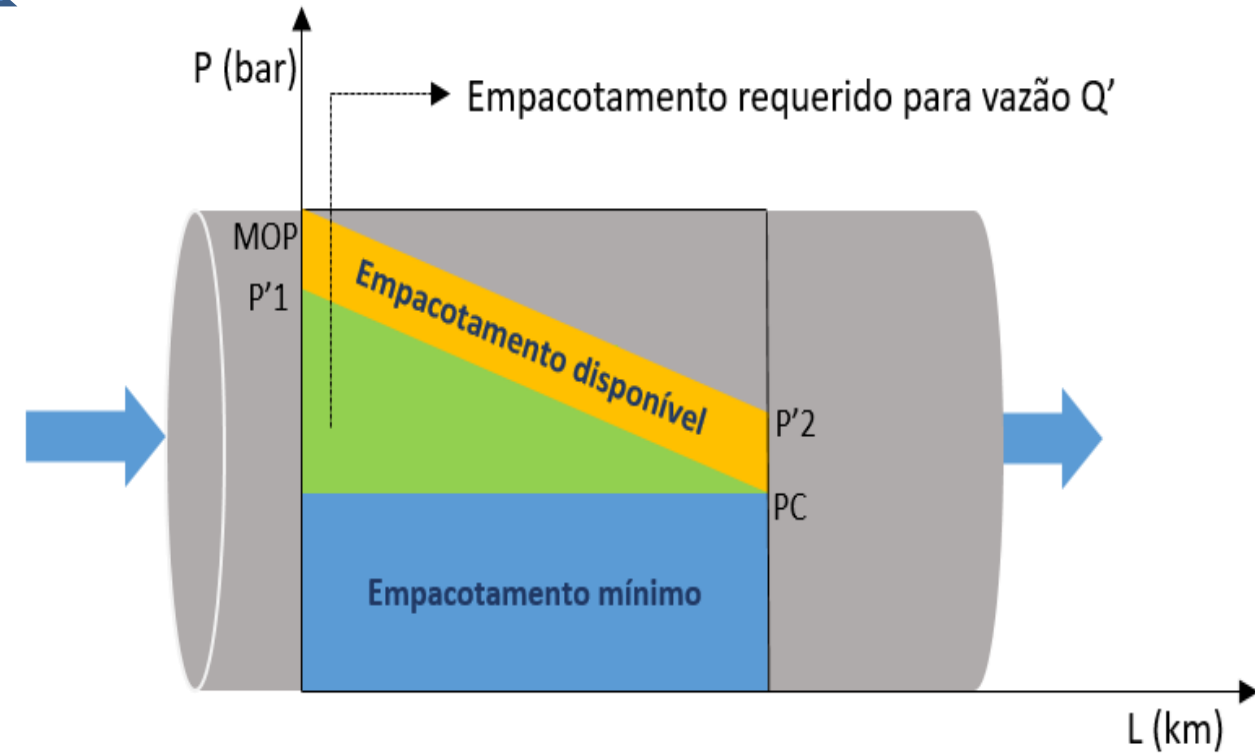 P (bar)
Empacotamento requerido para vazão Q’
MOP
P’1
Empacotamento disponível
P’2
PC
Empacotamento mínimo
L (km)